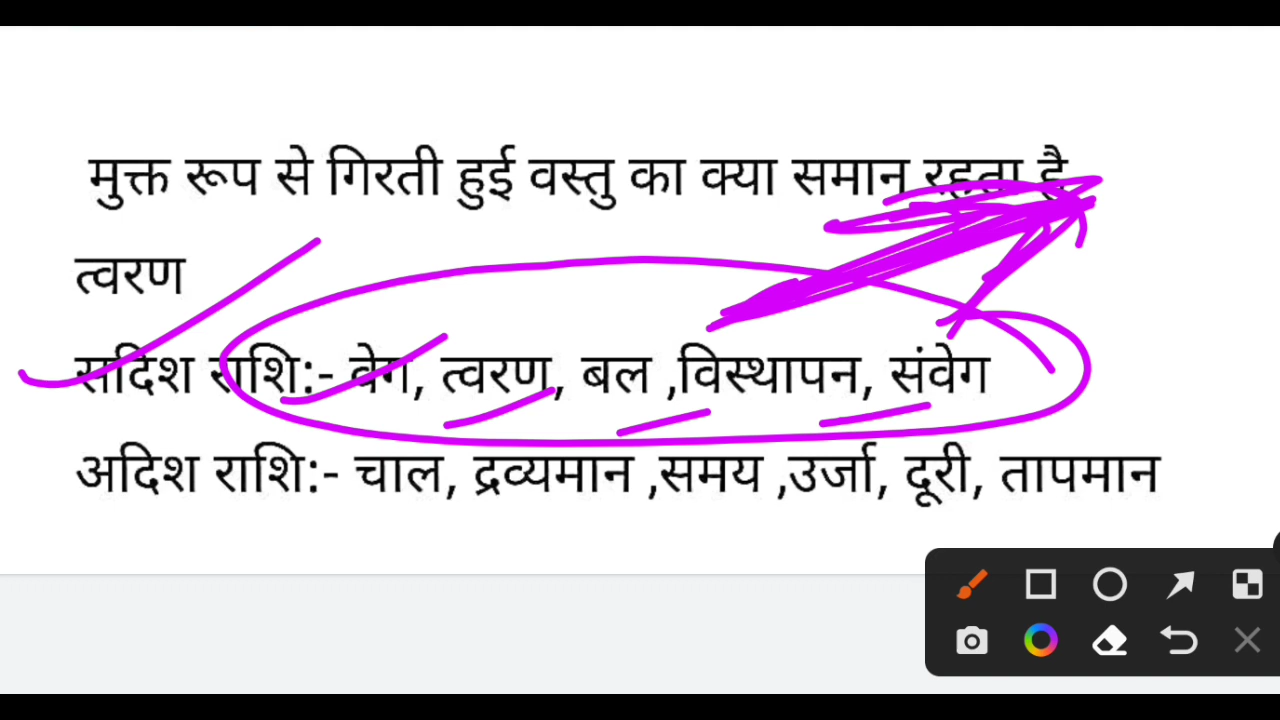 मुक्त रूप से गिरती हुई वस्तु का क्या समान रहता है
त्वरण
सदिश राशि:- वेग, त्वरण, बल ,विस्थापन, संवेग
अदिश राशि:- चाल, द्रव्यमान ,समय ,उर्जा, दूरी, तापमान